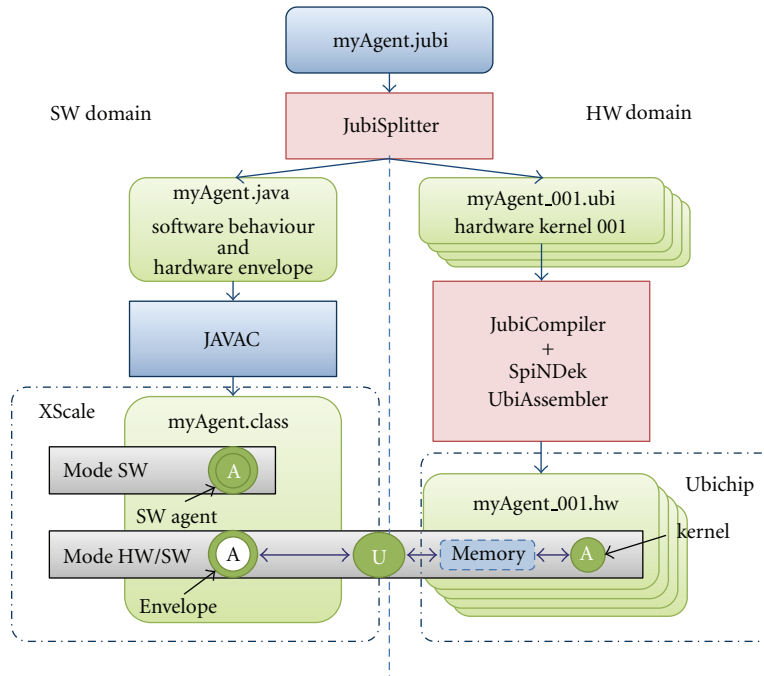 myAgent.jubi
SW domain
HW domain
JubiSplitter
myAgent.java
software behaviour
and
hardware envelope
myAgent_001.ubi
hardware kernel 001
JAVAC
JubiCompiler
+
SpiNDek
UbiAssembler
XScale
myAgent.class
Mode SW
A
SW agent
Ubichip
myAgent_001.hw
kernel
Mode HW/SW
A
U
Memory
A
Envelope